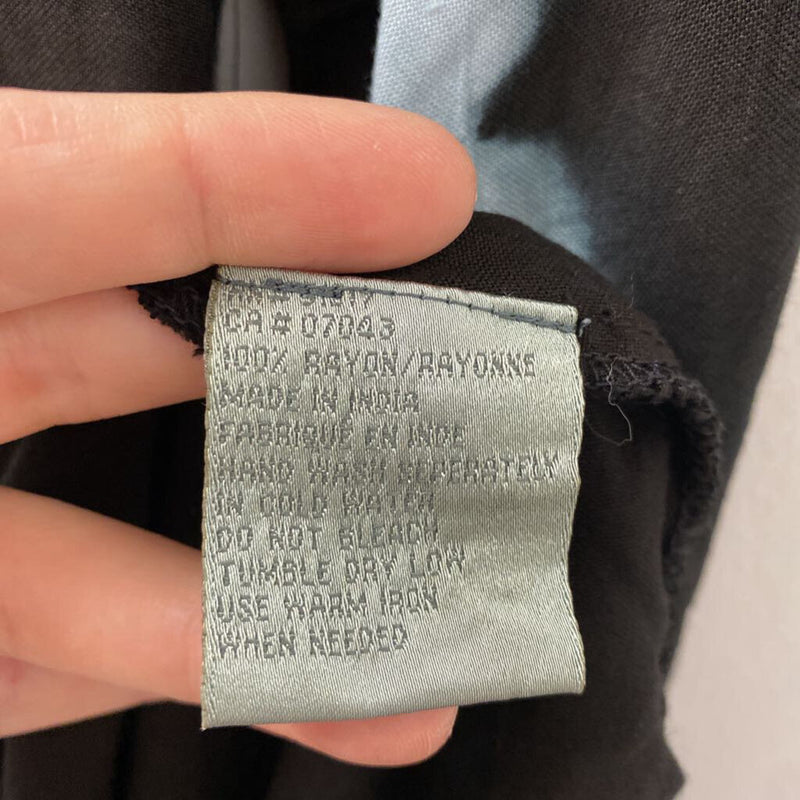 CA # 07043
100% RAYON/RAYONNE
MADE IN INDIA
FABRIQUE EN INDE
HAND WASH SEPERATELY
IN COLD WATER
DO NOT BLEACH
TUMBLE DRY LOW
USE WARM IRON
WHEN NEEDED